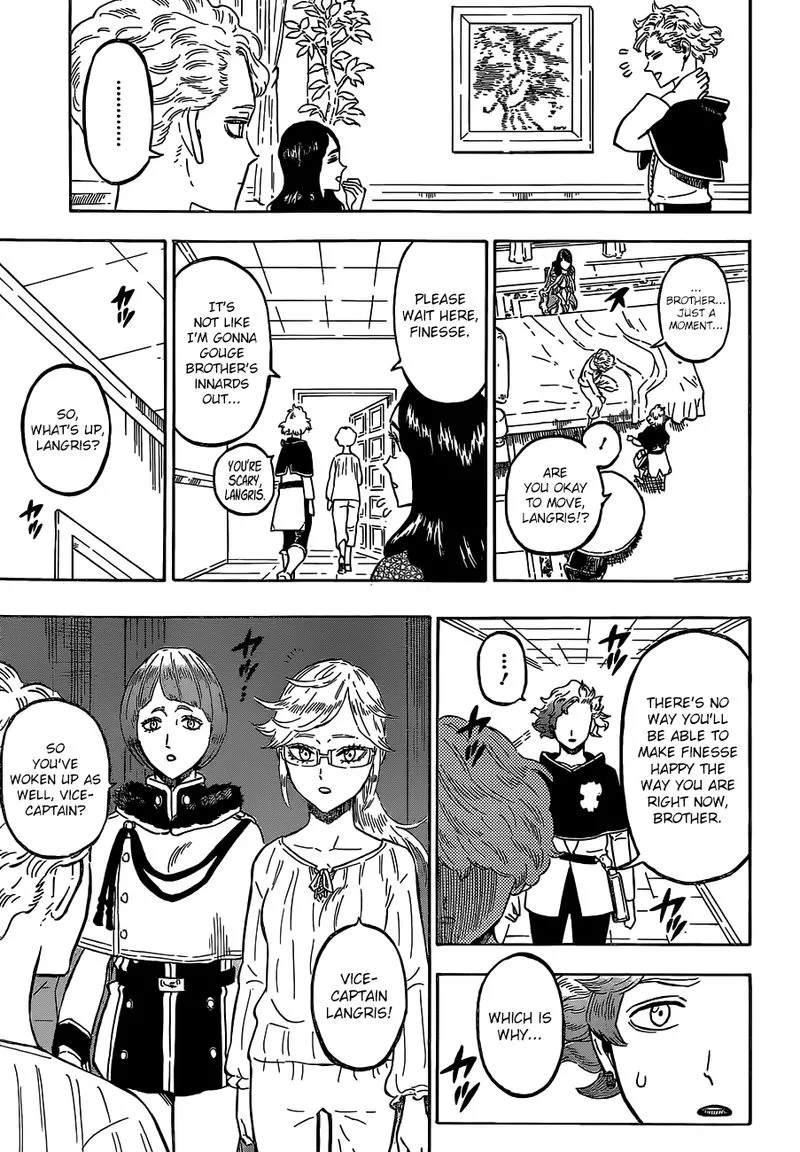 .........
...
BROTHER...
JUST A
MOMENT...
!
ARE
YOU OKAY
TO MOVE,
LANGRIS!?
PLEASE
WAIT HERE,
FINESSE.
IT'S
NOT LIKE
I'M GONNA
GOUGE
BROTHER'S
INNARDS
OUT...
YOU'RE
SCARY,
LANGRIS.
SO,
WHAT'S UP,
LANGRIS?
THERE'S NO
WAY YOU'LL
BE ABLE TO
MAKE FINESSE
HAPPY THE
WAY YOU ARE
RIGHT NOW,
BROTHER.
...!
WHICH IS
WHY...
VICE-
CAPTAIN
LANGRIS!
SO
YOU'VE
WOKEN UP AS
WELL, VICE-
CAPTAIN?